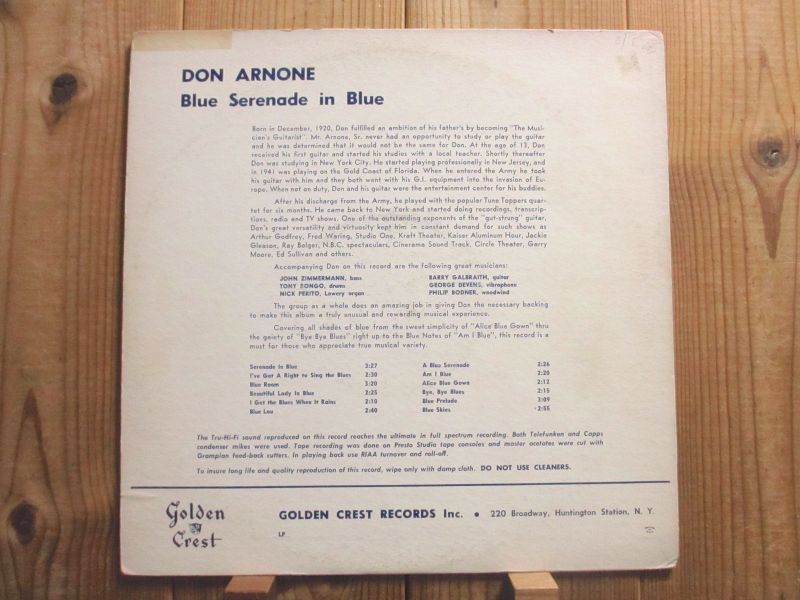 DON ARNONE
Blue Serenade in Blue
Born in December, 1920, Don fulfilled an ambition of his father's by becoming "The Musi-
cian's Guitarist". Mr. Arnone, Sr. never had an opportunity to study or play the guitar
and he was determined that it would not be the same for Don. At the age of 13, Don
received his first guitar and started his studies with a local teacher. Shortly thereafter
Don was studying in New York City. He started playing professionally in New Jersey, and
in 1941 was playing on the Gold Coast of Florida. When he entered the Army he took
his guitar with him and they both went with his G.I. equipment into the invasion of Eu-
rope. When not on duty, Don and his guitar were the entertainment center for his buddies.
After his discharge from the Army, he played with the popular Tune Toppers quar-
tet for six months. He came back to New York and started doing recordings, transcrip-
tions, radio and TV shows. One of the outstanding exponents of the "gut-strung" guitar,
Don's great versatility and virtuosity kept him in constant demand for such shows as
Arthur Godfrey, Fred Waring, Studio One, Kraft Theater, Kaiser Aluminum Hour, Jackie
Gleason, Ray Bolger, N.B.C. spectaculars, Cinerama Sound Track, Circle Theater, Garry
Moore, Ed Sullivan and others.
Accompanying Don on this record are the following great musicians:
JOHN ZIMMERMANN, bass BARRY GALBRAITH, guitar
TONY RONGO, drums GEORGE DEVENS, vibraphone
NICK PERITO, Lowery organ PHILIP BODNER, woodwind
The group as a whole does an amazing job in giving Don the necessary backing
to make this album a truly unusual and rewarding musical experience.
Covering all shades of blue from the sweet simplicity of "Alice Blue Gown" thru
the gaiety of "Bye Bye Blues" right up to the Blue Notes of "Am I Blue", this record is a
must for those who appreciate true musical variety.
Serenade in Blue 3:27 A Blue Serenade 2:26
I've Got A Right to Sing the Blues 2:30 Am I Blue 2:20
Blue Room 3:20 Alice Blue Gown 2:12
Beautiful Lady In Blue 2:25 Bye, Bye Blues 2:15
I Get the Blues When It Rains 2:10 Blue Prelude 3:09
Blue Lou 2:40 Blue Skies 2:55
The Tru-Hi-Fi sound reproduced on this record reaches the ultimate in full spectrum recording. Both Telefunken and Capps
condenser mikes were used. Tape recording was done on Presto Studio tape consoles and master acetates were cut with
Grampian feed-back cutters. In playing back use RIAA turnover and roll-off.
To insure long life and quality reproduction of this record, wipe only with damp cloth. DO NOT USE CLEANERS.
Golden Crest
GOLDEN CREST RECORDS Inc. • 220 Broadway, Huntington Station, N. Y.
LP